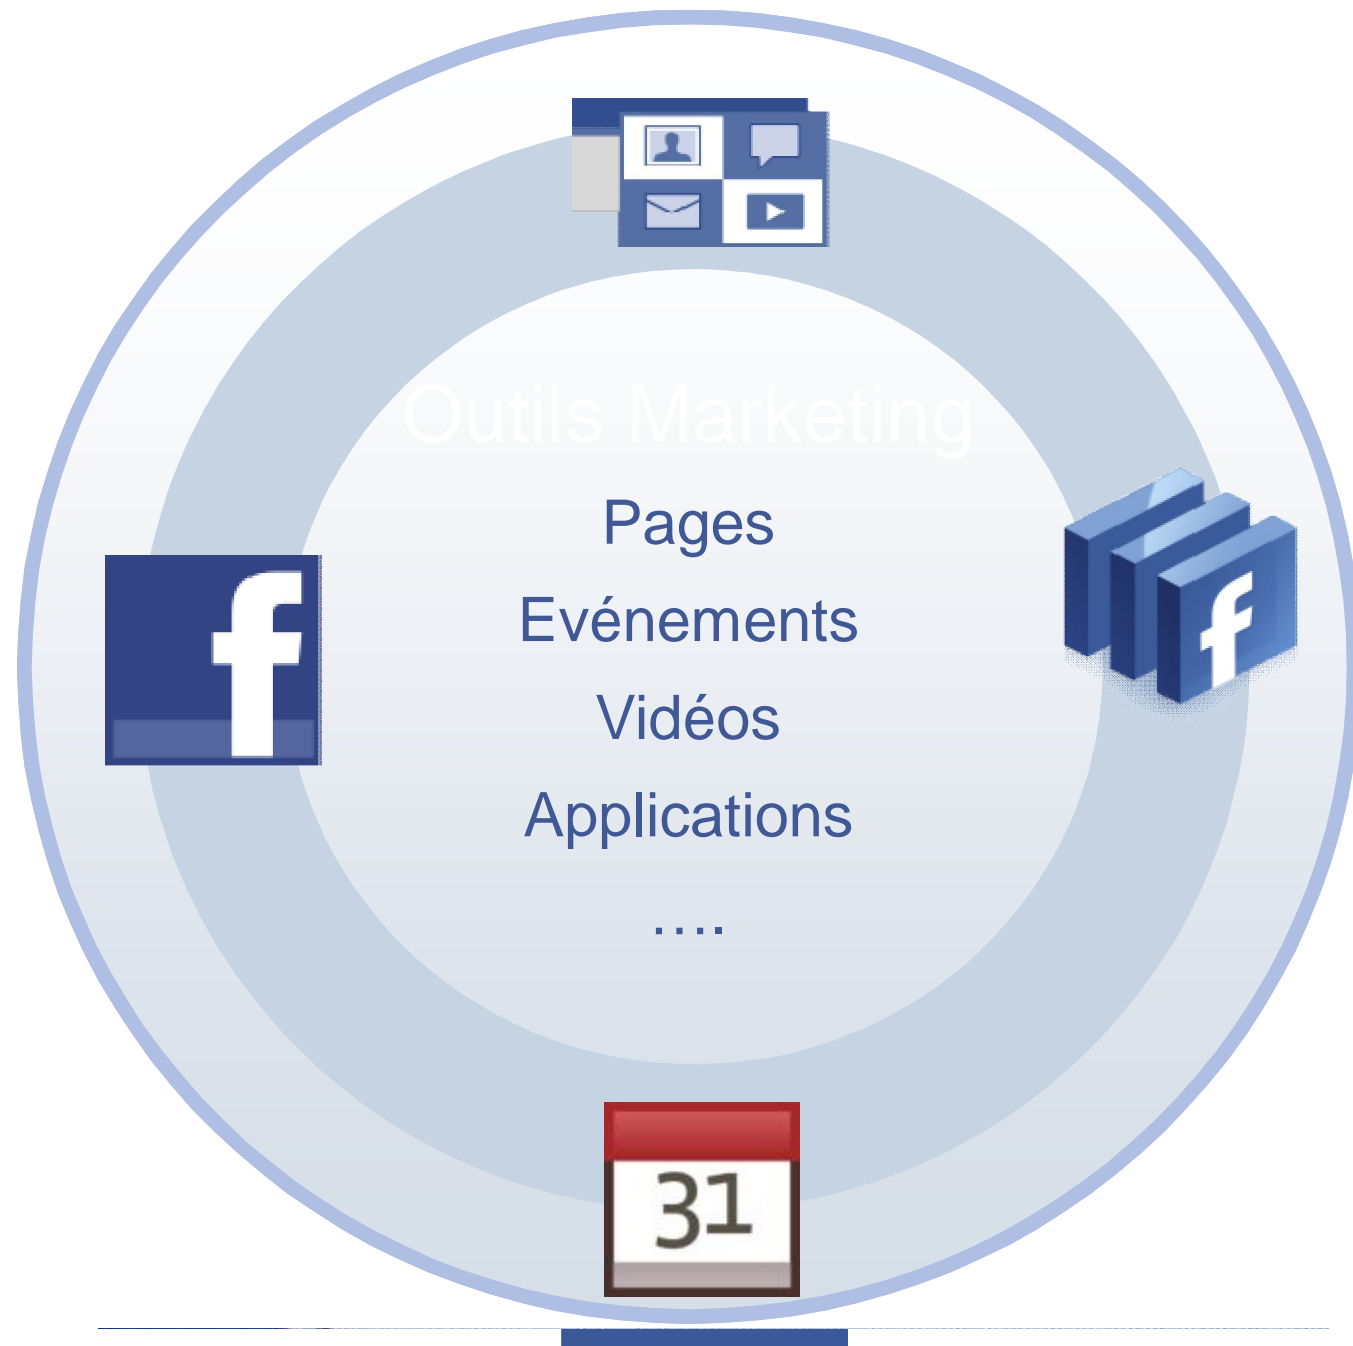 Outils Marketing
Pages
Evénements
Vidéos
Applications
….
f
f
31